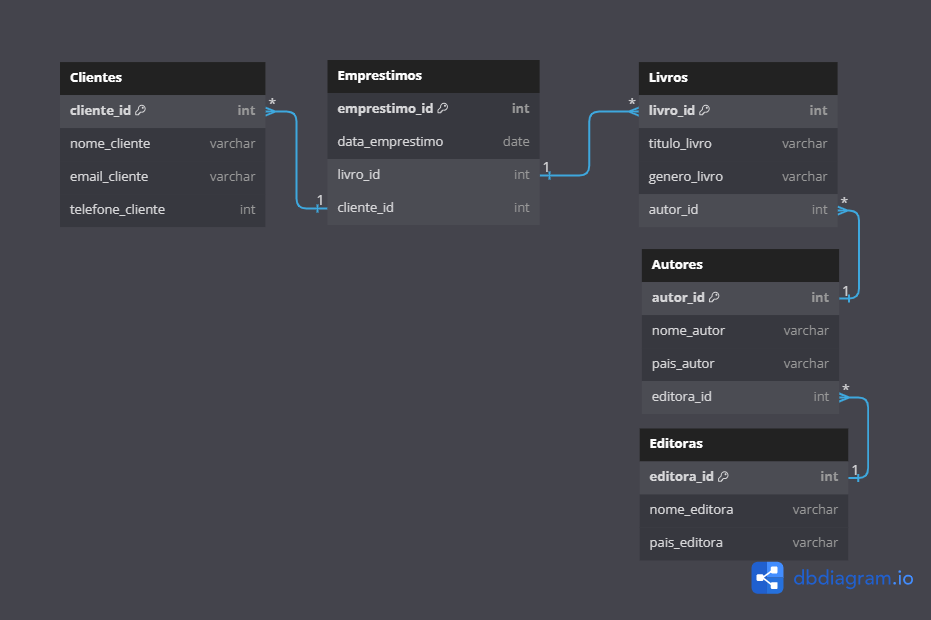 Clientes
cliente_id int
nome_cliente varchar
email_cliente varchar
telefone_cliente int
*
1
Emprestimos
emprestimo_id int
data_emprestimo date
livro_id int
cliente_id int
1
*
Livros
livro_id int
titulo_livro varchar
genero_livro varchar
autor_id int
*
1
Autores
autor_id int
nome_autor varchar
pais_autor varchar
editora_id int
*
1
Editoras
editora_id int
nome_editora varchar
pais_editora varchar
dbdiagram.io